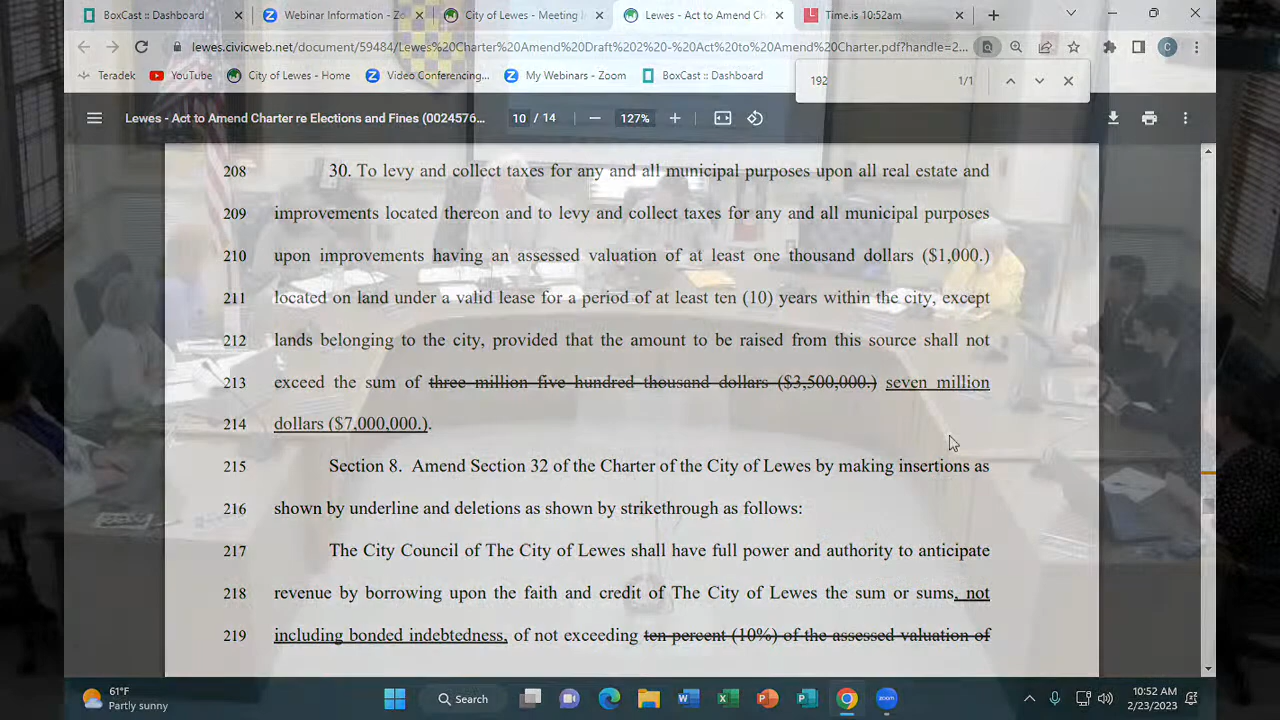 BoxCast :: Dashboard
Webinar Information - Zo
City of Lewes - Meeting
Lewes - Act to Amend Ch
Time.is 10:52am
lewes.civicweb.net/document/59484/Lewes%20Charter%20Amend%20Draft%202%20-%20Act%20to%20Amend%20Charter.pdf?handle=2...
Teradek
YouTube
City of Lewes - Home
Video Conferencing,...
My Webinars - Zoom
BoxCast :: Dashboard
192
1/1
Lewes - Act to Amend Charter re Elections and Fines (0024576...
10 / 14
127%
208 30. To levy and collect taxes for any and all municipal purposes upon all real estate and
209 improvements located thereon and to levy and collect taxes for any and all municipal purposes
210 upon improvements having an assessed valuation of at least one thousand dollars ($1,000.)
211 located on land under a valid lease for a period of at least ten (10) years within the city, except
212 lands belonging to the city, provided that the amount to be raised from this source shall not
213 exceed the sum of three million five hundred thousand dollars ($3,500,000.) seven million
214 dollars ($7,000,000.).
215 Section 8. Amend Section 32 of the Charter of the City of Lewes by making insertions as
216 shown by underline and deletions as shown by strikethrough as follows:
217 The City Council of The City of Lewes shall have full power and authority to anticipate
218 revenue by borrowing upon the faith and credit of The City of Lewes the sum or sums, not
219 including bonded indebtedness, of not exceeding ten percent (10%) of the assessed valuation of
61°F
Partly sunny
Search
zoom
10:52 AM
2/23/2023